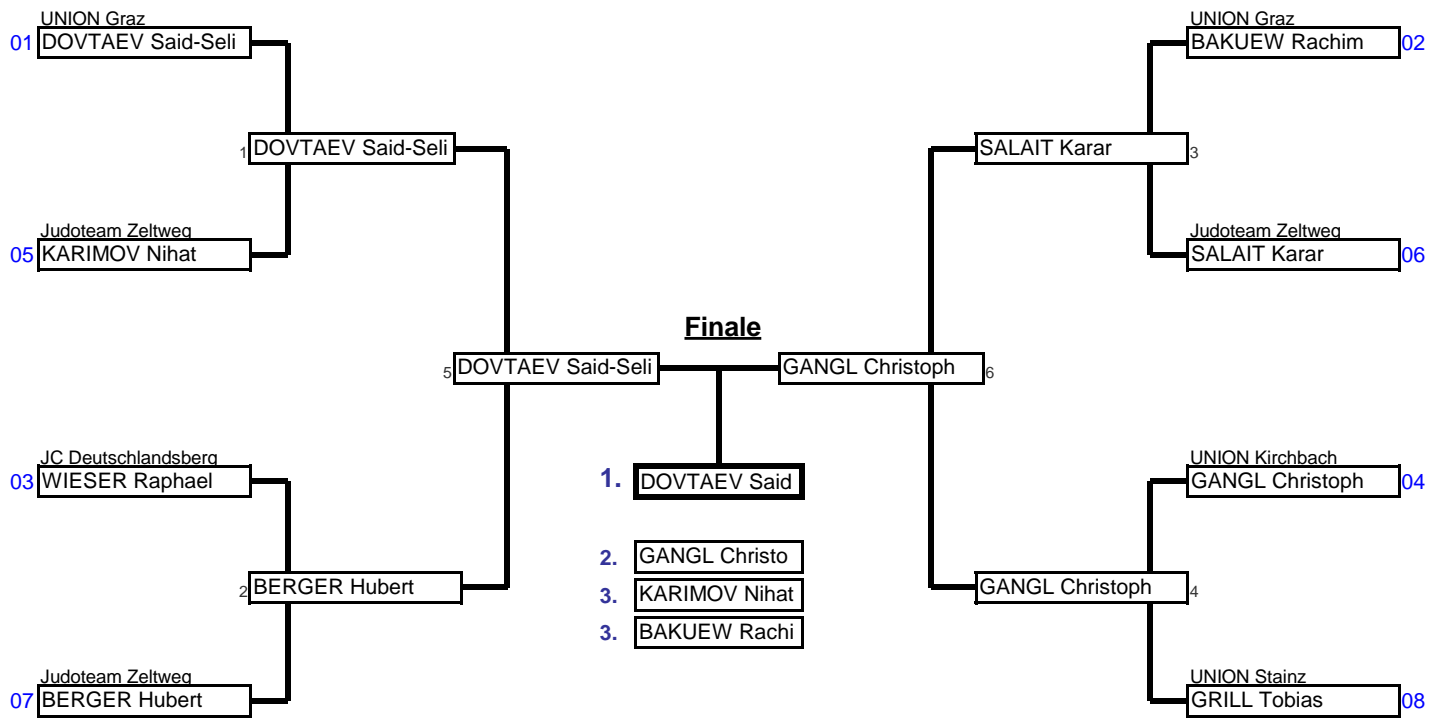 UNION Graz
01 DOVTAEV Said-Seli
1 DOVTAEV Said-Seli
Judoteam Zeltweg
05 KARIMOV Nihat
5 DOVTAEV Said-Seli
JC Deutschlandsberg
03 WIESER Raphael
2 BERGER Hubert
Judoteam Zeltweg
07 BERGER Hubert
Finale
1. DOVTAEV Said
2. GANGL Christo
3. KARIMOV Nihat
3. BAKUEW Rachi
UNION Graz
BAKUEW Rachim 02
SALAIT Karar 3
Judoteam Zeltweg
SALAIT Karar 06
GANGL Christoph 6
UNION Kirchbach
GANGL Christoph 04
GANGL Christoph 4
UNION Stainz
GRILL Tobias 08